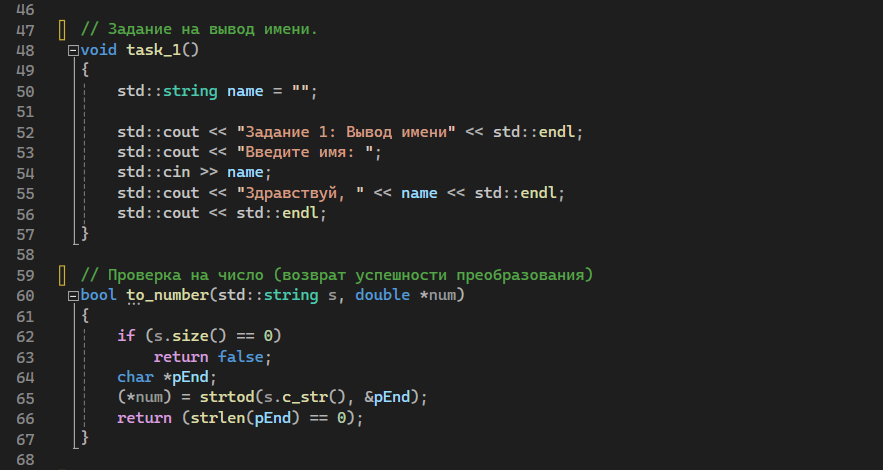 46
47 // Задание на вывод имени.
48 void task_1()
49 {
50 std::string name = "";
51
52 std::cout << "Задание 1: Вывод имени" << std::endl;
53 std::cout << "Введите имя: ";
54 std::cin >> name;
55 std::cout << "Здравствуй, " << name << std::endl;
56 std::cout << std::endl;
57 }
58
59 // Проверка на число (возврат успешности преобразования)
60 bool to_number(std::string s, double *num)
61 {
62 if (s.size() == 0)
63 return false;
64 char *pEnd;
65 (*num) = strtod(s.c_str(), &pEnd);
66 return (strlen(pEnd) == 0);
67 }
68